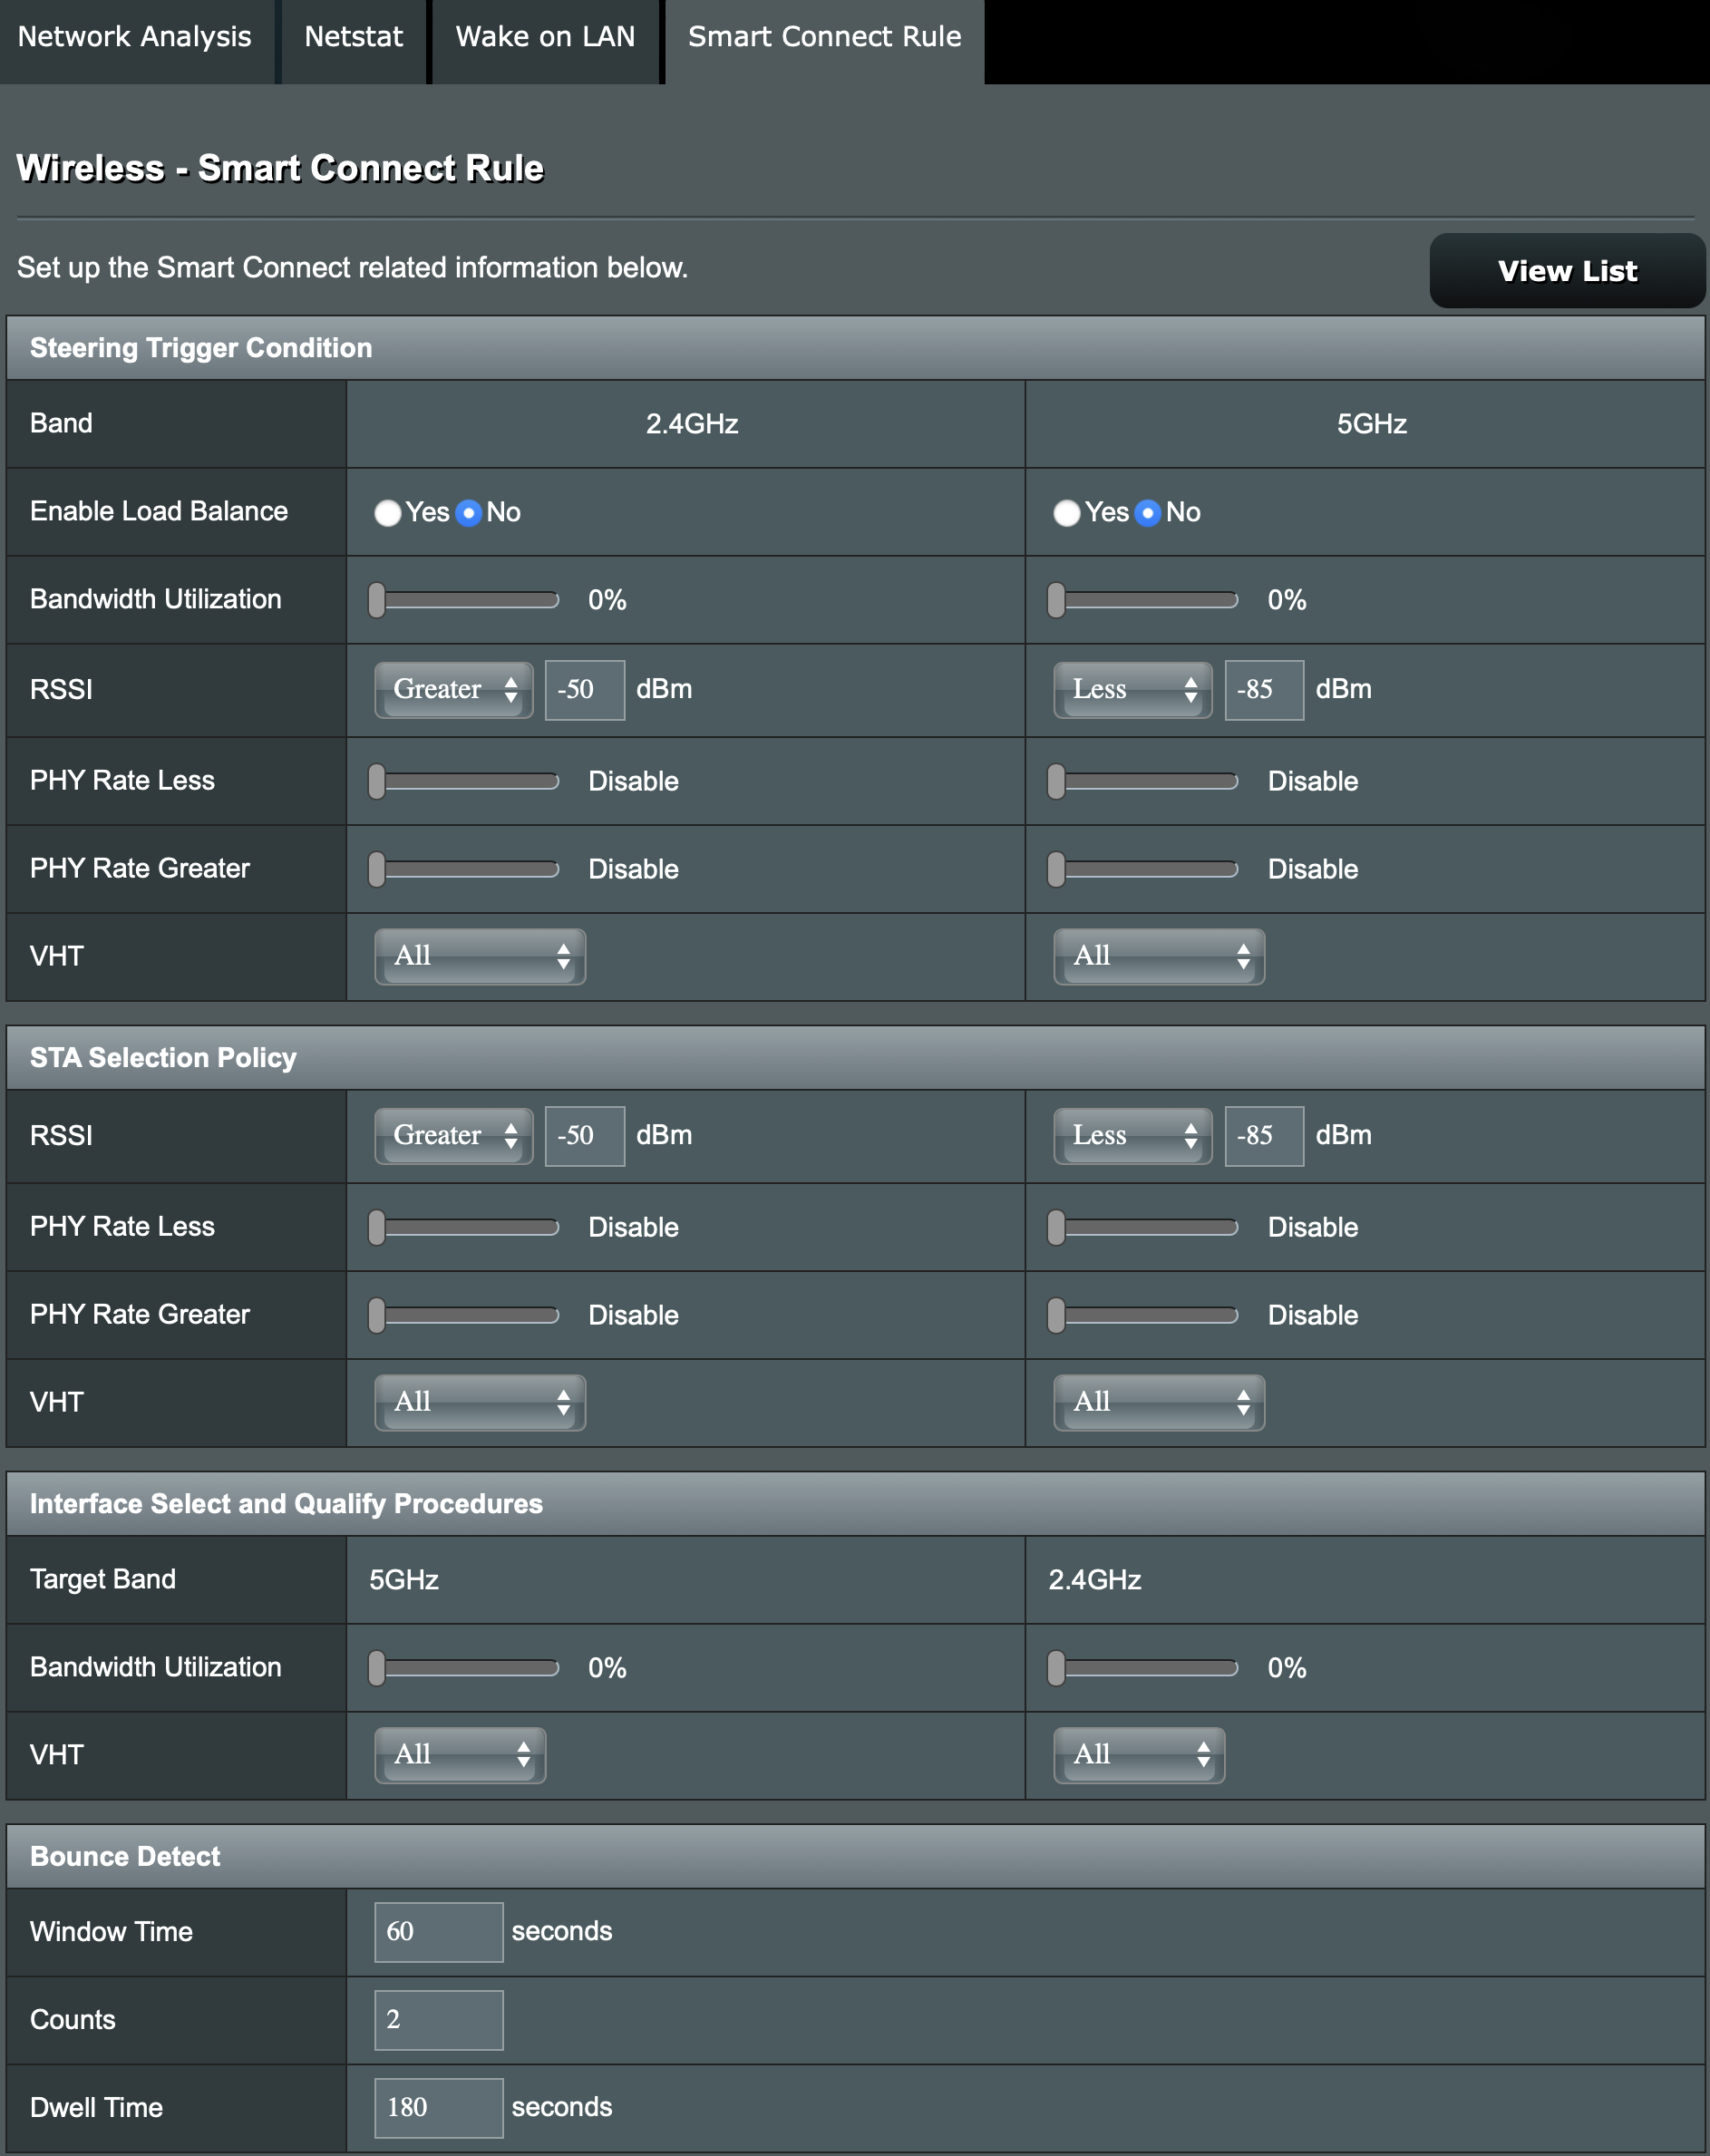 Network Analysis Netstat Wake on LAN Smart Connect Rule
Wireless - Smart Connect Rule
Set up the Smart Connect related information below. View List
Steering Trigger Condition
Band 2.4GHz 5GHz
Enable Load Balance Yes No Yes No
Bandwidth Utilization 0% 0%
RSSI Greater -50 dBm Less -85 dBm
PHY Rate Less Disable Disable
PHY Rate Greater Disable Disable
VHT All All
STA Selection Policy
RSSI Greater -50 dBm Less -85 dBm
PHY Rate Less Disable Disable
PHY Rate Greater Disable Disable
VHT All All
Interface Select and Qualify Procedures
Target Band 5GHz 2.4GHz
Bandwidth Utilization 0% 0%
VHT All All
Bounce Detect
Window Time 60 seconds
Counts 2
Dwell Time 180 seconds